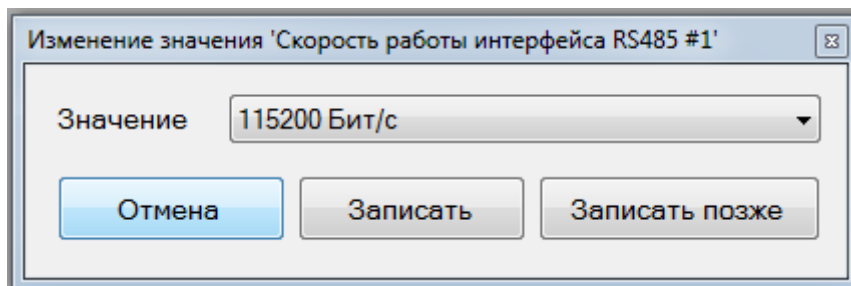 Изменение значения 'Скорость работы интерфейса RS485 #1'
Значение 115200 Бит/с
Отмена Записать Записать позже